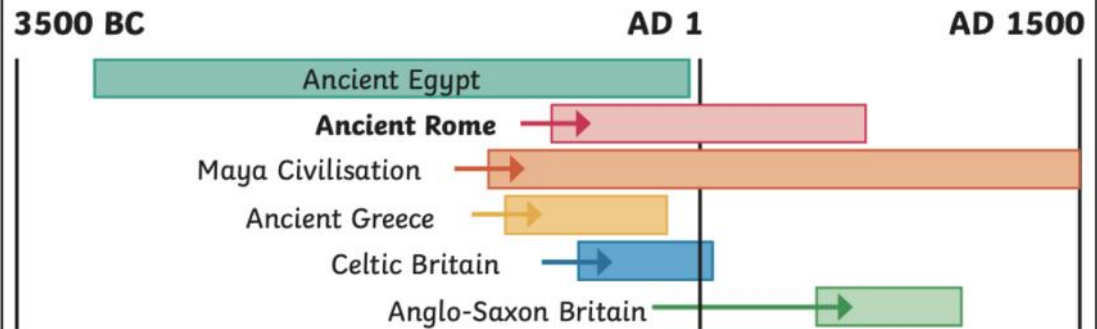 3500 BC AD 1 AD 1500
Ancient Egypt
Ancient Rome
Maya Civilisation
Ancient Greece
Celtic Britain
Anglo-Saxon Britain